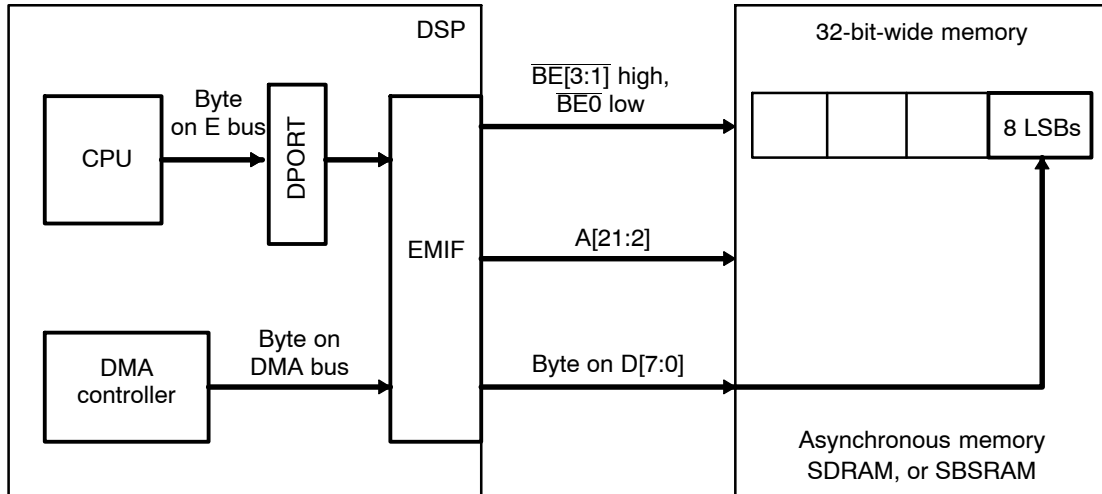 DSP
32-bit-wide memory
BE[3:1] high,
BE0 low
Byte
on E bus
CPU
DPORT
8 LSBs
EMIF
A[21:2]
Byte on
DMA bus
DMA
controller
Byte on D[7:0]
Asynchronous memory
SDRAM, or SBSRAM